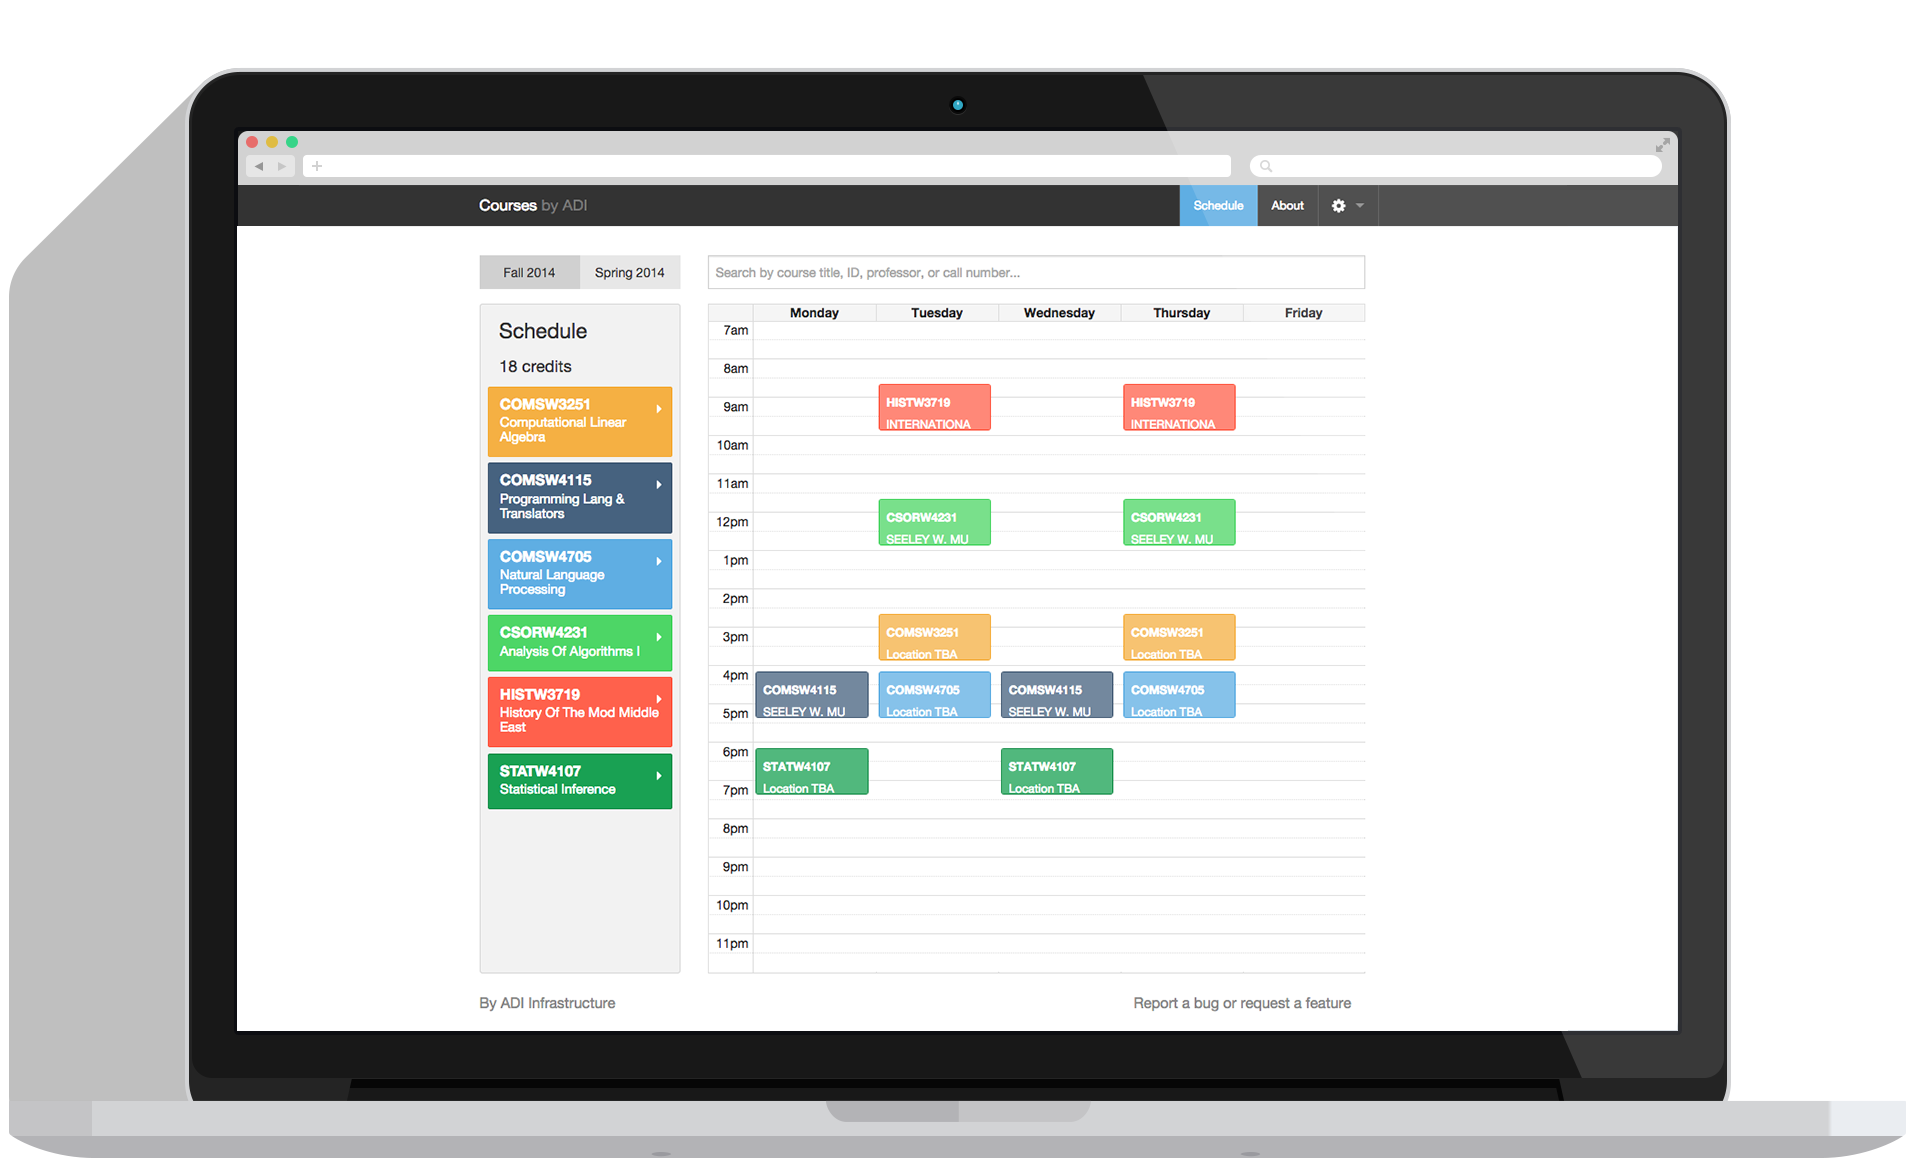 Courses by ADI
Schedule
About
Fall 2014
Spring 2014
Search by course title, ID, professor, or call number...
Schedule
18 credits
COMSW3251
Computational Linear
Algebra
COMSW4115
Programming Lang &
Translators
COMSW4705
Natural Language
Processing
CSORW4231
Analysis Of Algorithms I
HISTW3719
History Of The Mod Middle
East
STATW4107
Statistical Inference
Monday
Tuesday
Wednesday
Thursday
Friday
7am
8am
9am
HISTW3719
INTERNATIONA
HISTW3719
INTERNATIONA
10am
11am
12pm
CSORW4231
SEELEY W. MU
CSORW4231
SEELEY W. MU
1pm
2pm
3pm
COMSW3251
Location TBA
COMSW3251
Location TBA
4pm
COMSW4115
SEELEY W. MU
COMSW4705
Location TBA
COMSW4115
SEELEY W. MU
COMSW4705
Location TBA
5pm
6pm
STATW4107
Location TBA
STATW4107
Location TBA
7pm
8pm
9pm
10pm
11pm
By ADI Infrastructure
Report a bug or request a feature